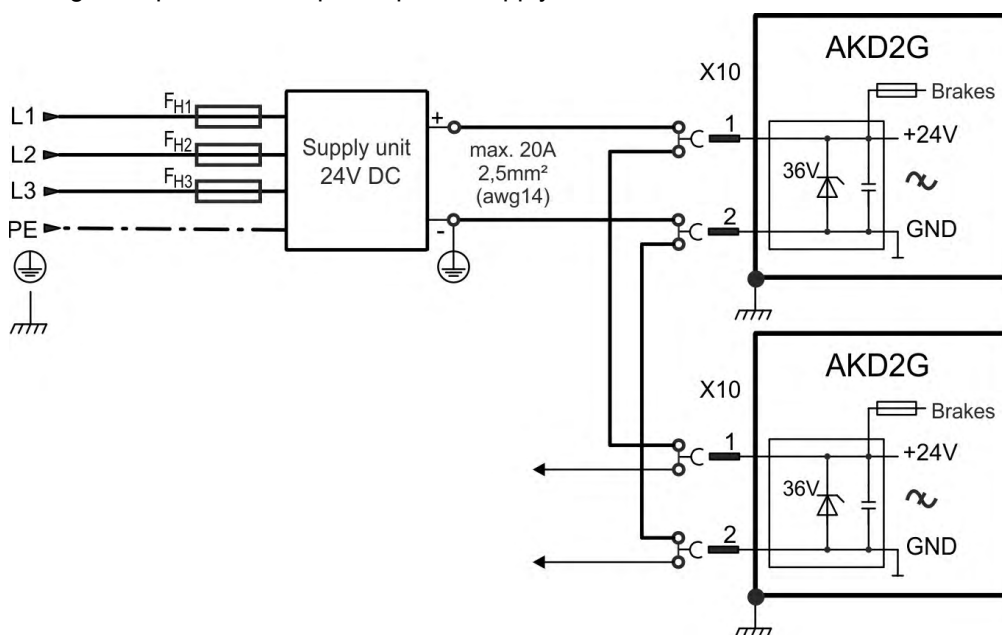 AKD2G
X10
Brakes
1
+24V
36V
2
GND
L1
FH1
L2
FH2
L3
FH3
PE
Supply unit
24V DC
+
-
max. 20A
2,5mm²
(awg14)
AKD2G
X10
Brakes
1
+24V
36V
2
GND